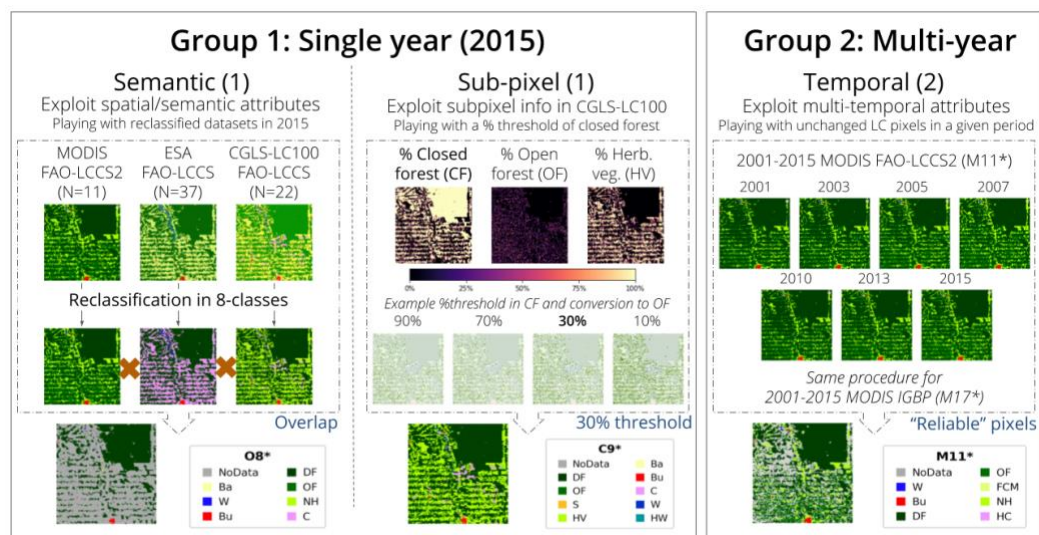 Group 1: Single year (2015)
Semantic (1)
Exploit spatial/semantic attributes
Playing with reclassified datasets in 2015
MODIS
FAO-LCCS2
(N=11)
ESA
FAO-LCCS
(N=37)
CGLS-LC100
FAO-LCCS
(N=22)
Reclassification in 8-classes
Overlap
O8*
NoData
Ba
W
Bu
DF
OF
NH
C
Sub-pixel (1)
Exploit subpixel info in CGLS-LC100
Playing with a % threshold of closed forest
% Closed
forest (CF)
% Open
forest (OF)
% Herb.
veg. (HV)
0% 25% 50% 75% 100%
Example %threshold in CF and conversion to OF
90% 70% 30% 10%
30% threshold
C9*
NoData
DF
OF
S
HV
Ba
Bu
C
W
HW
Group 2: Multi-year
Temporal (2)
Exploit multi-temporal attributes
Playing with unchanged LC pixels in a given period
2001-2015 MODIS FAO-LCCS2 (M11*)
2001 2003 2005 2007
2010 2013 2015
Same procedure for
2001-2015 MODIS IGBP (M17*)
“Reliable” pixels
M11*
NoData
W
Bu
DF
OF
FCM
NH
HC